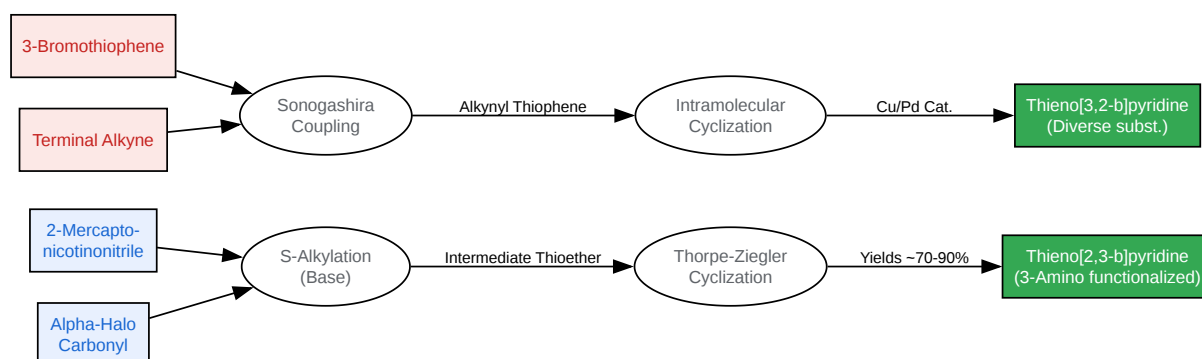 3-Bromothiophene
Terminal Alkyne
Sonogashira
Coupling
Alkynyl Thiophene
Intramolecular
Cyclization
Cu/Pd Cat.
Thieno[3,2-b]pyridine
(Diverse subst.)
2-Mercapto-
nicotinonitrile
Alpha-Halo
Carbonyl
S-Alkylation
(Base)
Intermediate Thioether
Thorpe-Ziegler
Cyclization
Yields ~70-90%
Thieno[2,3-b]pyridine
(3-Amino functionalized)